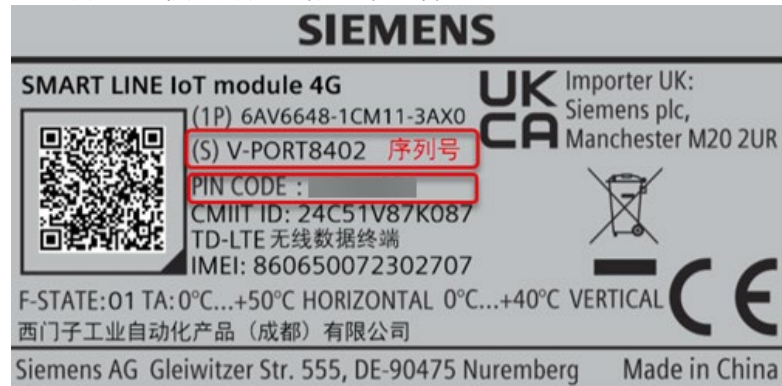 SIEMENS
SMART LINE IoT module 4G
(1P) 6AV6648-1CM11-3AX0
(S) V-PORT8402 序列号
PIN CODE :
CMIIT ID: 24C51V87K087
TD-LTE 无线数据终端
IMEI: 860650072302707
UK
CA
Importer UK:
Siemens plc,
Manchester M20 2UR
F-STATE:01 TA:0°C...+50°C HORIZONTAL 0°C...+40°C VERTICAL
CE
西门子工业自动化产品（成都）有限公司
Siemens AG Gleiwitzer Str. 555, DE-90475 Nuremberg Made in China